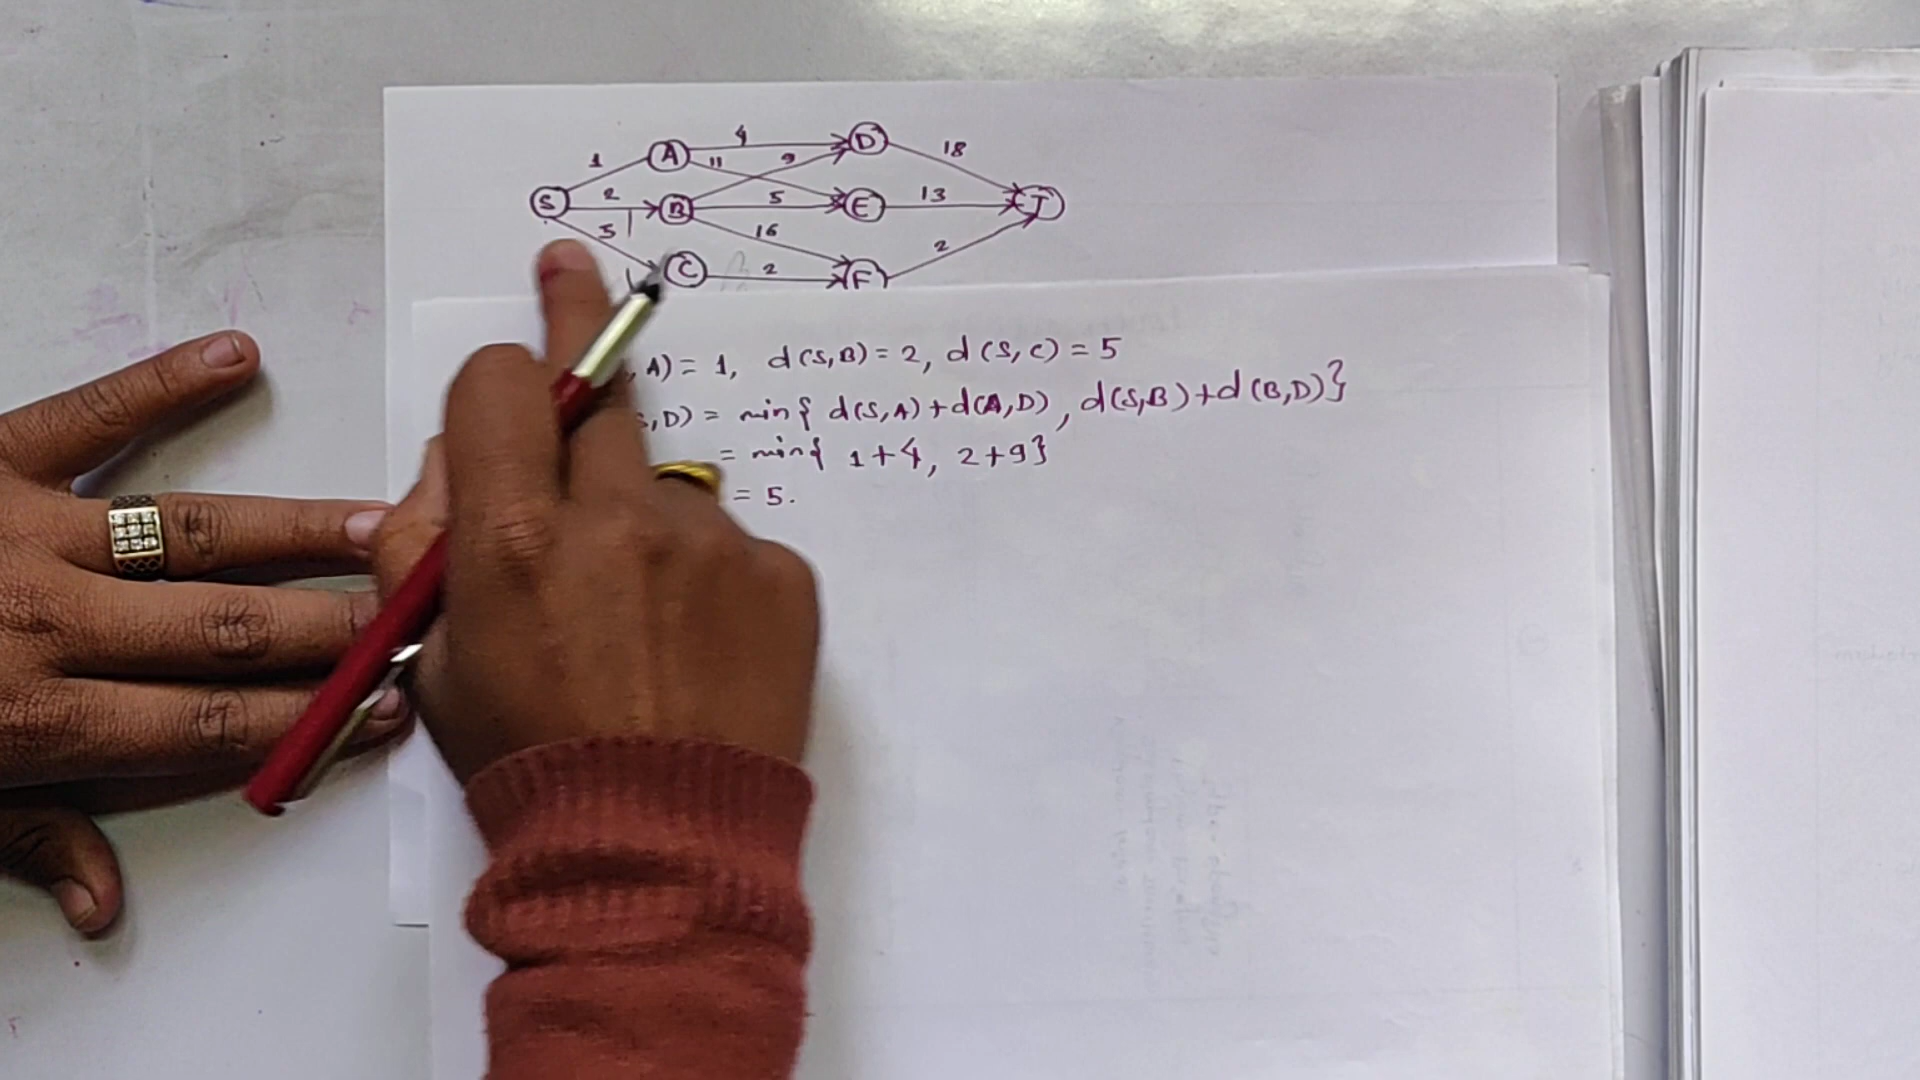 4
1 A 11 9 D 18
S 2 B 5 E 13 T
5 16 2
C 2 F
, A) = 1, d(S,B) = 2, d(S,C) = 5
S,D) = min{ d(S,A)+d(A,D), d(S,B)+d(B,D)}
= min{ 1+4, 2+9}
= 5.